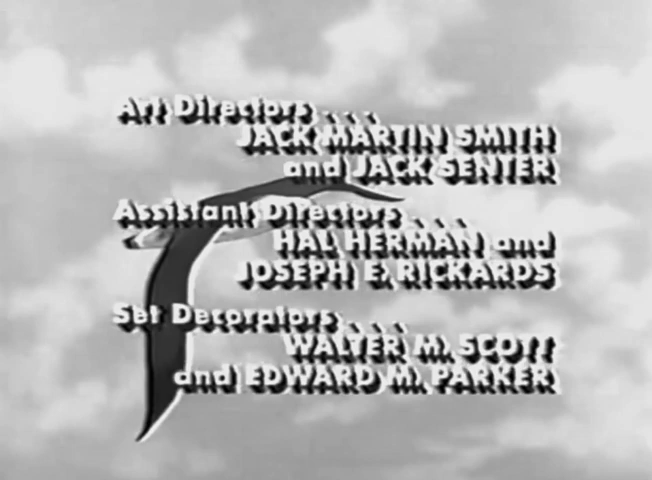 Art Directors . . . .
JACK MARTIN SMITH
and JACK SENTER
Assistant Directors . . . .
HAL HERMAN and
JOSEPH E. RICKARDS
Set Decorators . . . .
WALTER M. SCOTT
and EDWARD M. PARKER